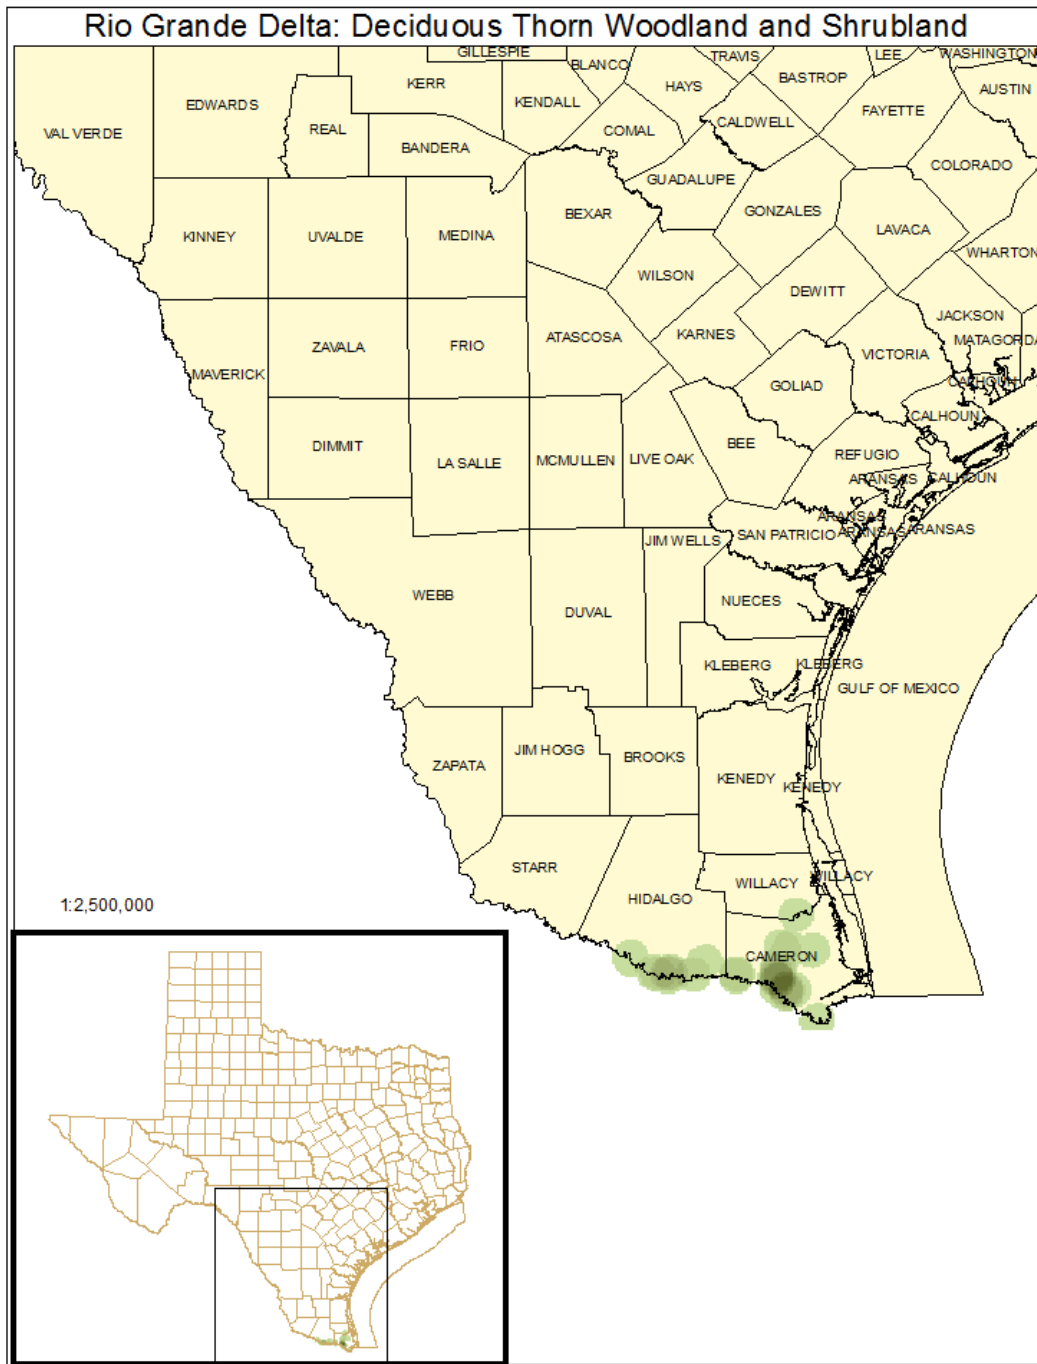 Rio Grande Delta: Deciduous Thorn Woodland and Shrubland
GILLESPIE
TRAVIS
LEE
WASHINGTON
BLANCO
KERR
HAYS
BASTROP
AUSTIN
EDWARDS
KENDALL
FAYETTE
REAL
COMAL
CALDWELL
VAL VERDE
BANDERA
COLORADO
GUADALUPE
BEXAR
GONZALES
KINNEY
UVALDE
MEDINA
LAVACA
WHARTON
WILSON
DEWITT
JACKSON
ZAVALA
FRIO
ATASCOSA
KARNES
MATAGORDA
VICTORIA
MAVERICK
GOLIAD
CALHOUN
CALHOUN
DIMMIT
BEE
LA SALLE
MCMULLEN
LIVE OAK
REFUGIO
ARANSAS
CALHOUN
ARANSAS
SAN PATRICIO
ARANSAS
ARANSAS
JIM WELLS
WEBB
DUVAL
NUECES
KLEBERG
KLEBERG
GULF OF MEXICO
ZAPATA
JIM HOGG
BROOKS
KENEDY
KENEDY
STARR
WILLACY
WILLACY
HIDALGO
1:2,500,000
CAMERON